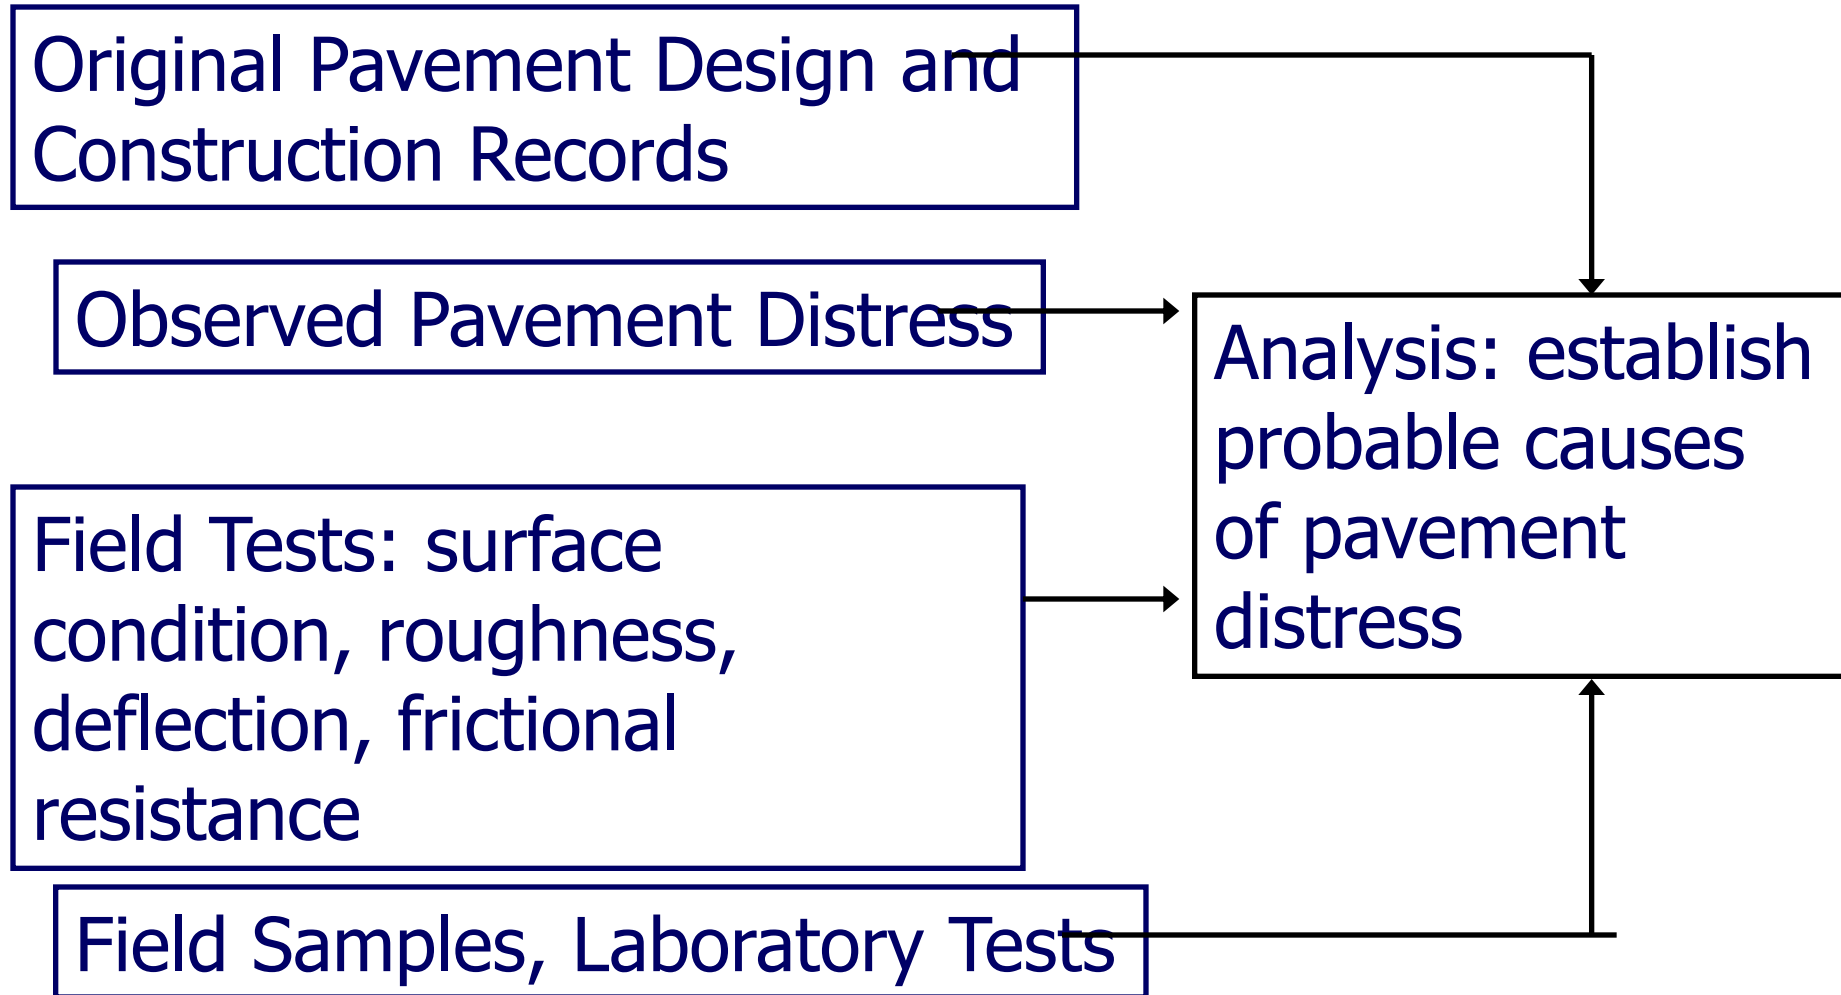 Original Pavement Design and
Construction Records
Observed Pavement Distress
Analysis: establish
probable causes
of pavement
distress
Field Tests: surface
condition, roughness,
deflection, frictional
resistance
Field Samples, Laboratory Tests